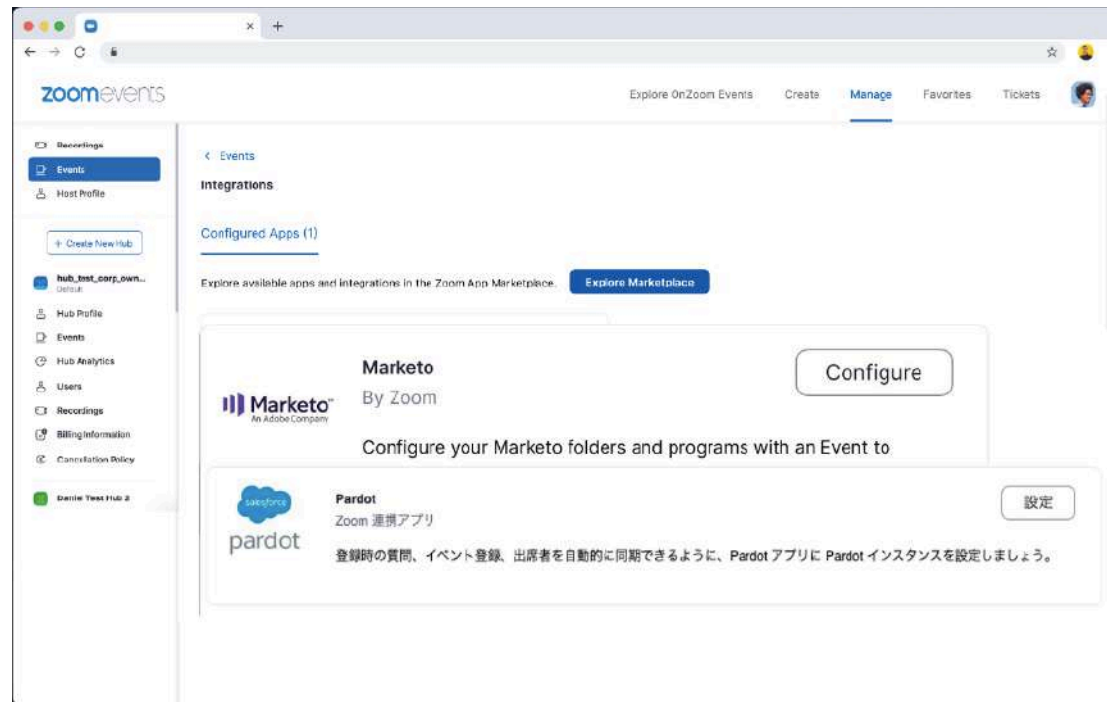 zoomevents
Explore OnZoom Events Create Manage Favorites Tickets
Recordings
Events
Host Profile
+ Create New Hub
hub_test_corp_own...
Default
Hub Profile
Events
Hub Analytics
Users
Recordings
Billing Information
Cancellation Policy
Danite Test Hub 2
< Events
Integrations
Configured Apps (1)
Explore available apps and integrations in the Zoom App Marketplace. Explore Marketplace
Marketo
An Adobe Company
Marketo
By Zoom
Configure
Configure your Marketo folders and programs with an Event to
salesforce
pardot
Pardot
Zoom 連携アプリ
設定
登録時の質問、イベント登録、出席者を自動的に同期できるように、Pardot アプリに Pardot インスタンスを設定しましょう。